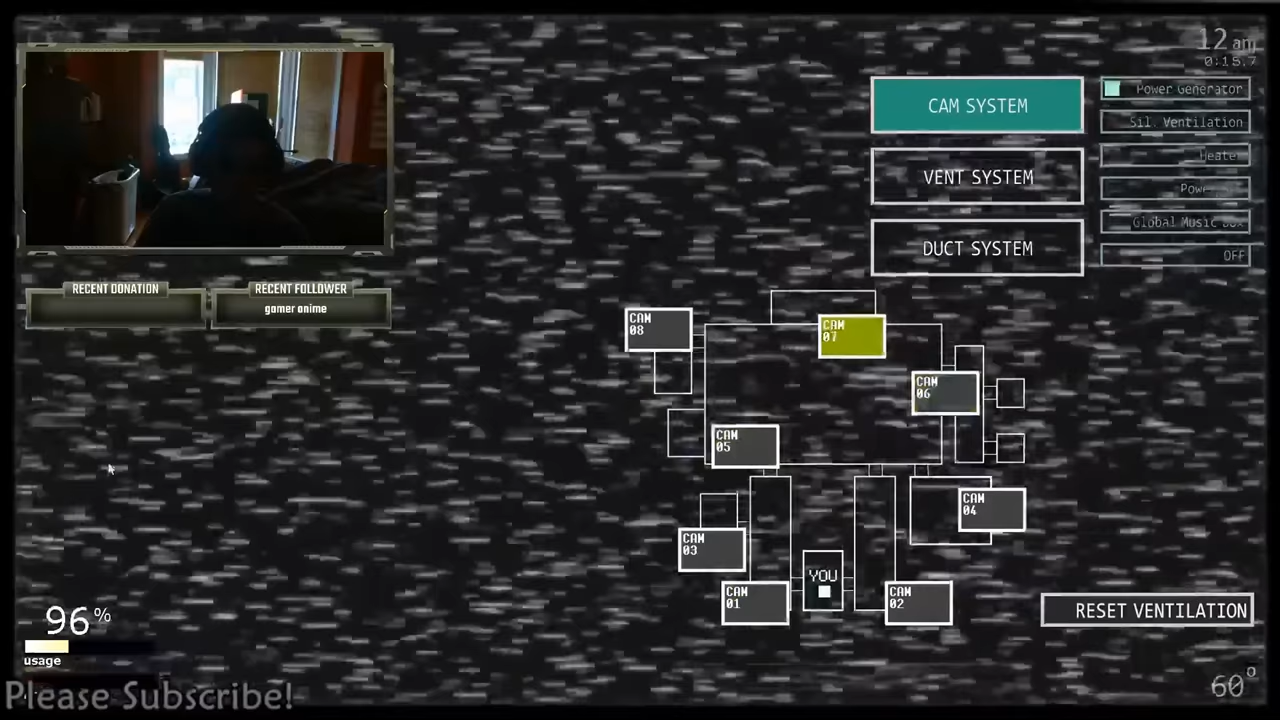 12 am
0:15.7
CAM SYSTEM
Power Generator
Sil. Ventilation
VENT SYSTEM
Heater
Global Music Box
DUCT SYSTEM
OFF
RECENT DONATION
RECENT FOLLOWER
gamer anime
CAM
08
CAM
07
CAM
06
CAM
05
CAM
04
CAM
03
YOU
CAM
01
CAM
02
RESET VENTILATION
96%
usage
Please Subscribe!
60°